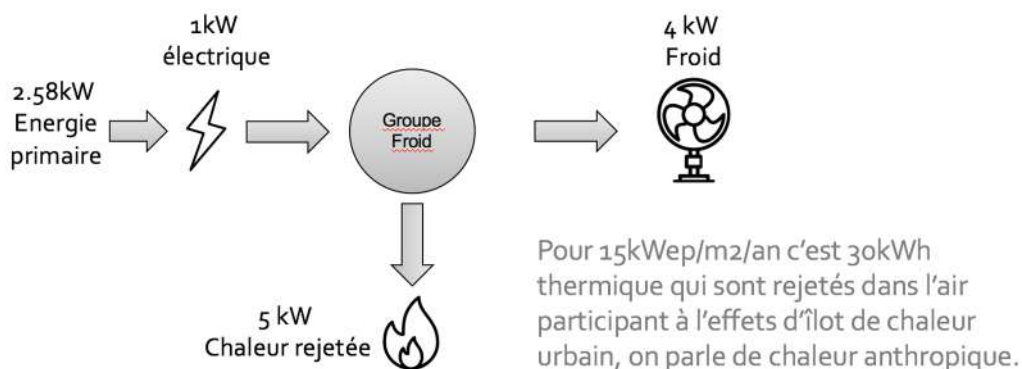 1kW
électrique
4 kW
Froid
2.58kW
Energie
primaire
Groupe
Froid
5 kW
Chaleur rejetée
Pour 15kWep/m2/an c'est 30kWh
thermique qui sont rejetés dans l'air
participant à l'effets d'îlot de chaleur
urbain, on parle de chaleur anthropique.